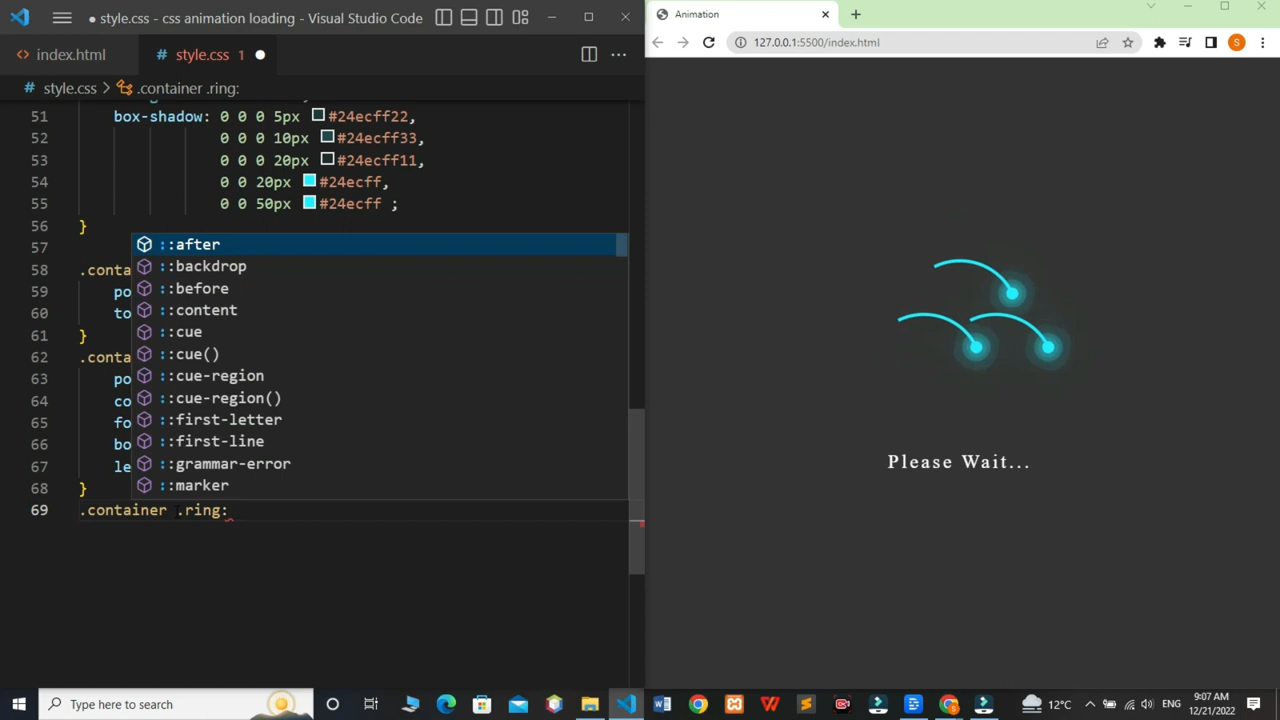 ● style.css - css animation loading - Visual Studio Code
index.html
style.css 1
style.css > .container .ring:
51 box-shadow: 0 0 0 5px #24ecff22,
52 0 0 0 10px #24ecff33,
53 0 0 0 20px #24ecff11,
54 0 0 20px #24ecff,
55 0 0 50px #24ecff ;
56 }
57
58 .conta
59 po
60 to
61 }
62 .conta
63 po
64 co
65 fo
66 bo
67 le
68 }
69 .container .ring:
::after
::backdrop
::before
::content
::cue
::cue()
::cue-region
::cue-region()
::first-letter
::first-line
::grammar-error
::marker
Animation
127.0.0.1:5500/index.html
S
Please Wait...
Type here to search
12°C
ENG
9:07 AM
12/21/2022